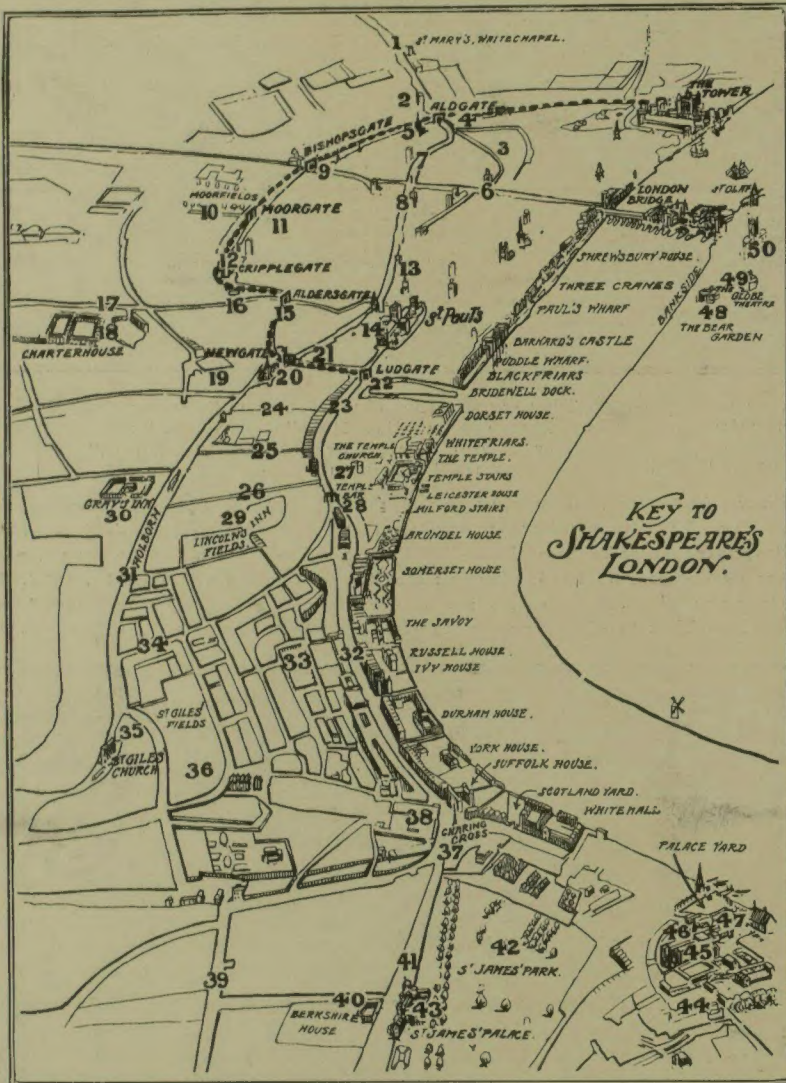 1 ST MARY'S, WHITECHAPEL.
2
THE
TOWER
ALDGATE
5 4
BISHOPSGATE
3
9
7
6
8
MOORFIELDS
10
MOORGATE
11
LONDON
BRIDGE
ST OLAF
50
12
CRIPPLEGATE
13
SHREWSBURY HOUSE.
16
ALDERSGATE
15
THREE CRANES
BANKSIDE
49
THE
GLOBE
THEATRE
48
THE BEAR
GARDEN
17
18
CHARTERHOUSE
14
ST PAULS
PAUL'S WHARF
BARNARD'S CASTLE
NEWGATE
19
20
21
LUDGATE
22
PUDDLE WHARF.
BLACKFRIARS
BRIDEWELL DOCK.
24
23
DORSET HOUSE.
25
THE TEMPLE
CHURCH
27
WHITEFRIARS.
THE TEMPLE.
TEMPLE STAIRS
LEICESTER HOUSE
MILFORD STAIRS
26
TEMPLE
BAR
28
GRAY'S INN
30
29
LINCOLN'S INN
FIELDS
HOLBORN
31
ARUNDEL HOUSE
KEY TO
SHAKESPEARE'S
LONDON.
SOMERSET HOUSE
THE SAVOY
34
33
32
RUSSELL HOUSE.
IVY HOUSE
ST GILES
FIELDS
35
ST GILES
CHURCH
36
DURHAM HOUSE.
YORK HOUSE.
SUFFOLK HOUSE.
SCOTLAND YARD.
WHITEHALL
38
CHARING
CROSS
37
PALACE YARD
46
47
45
44
42
ST JAMES' PARK.
39
41
40
BERKSHIRE
HOUSE
43
ST JAMES' PALACE.